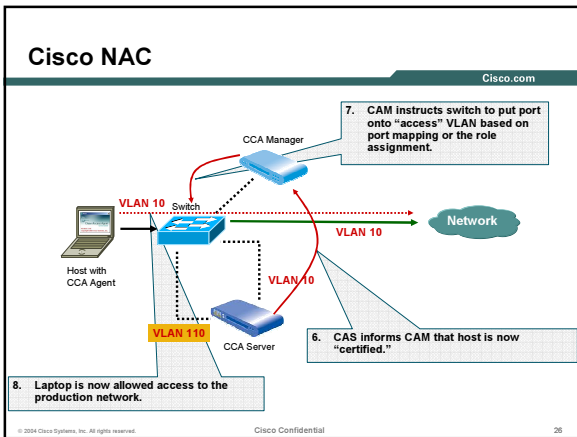 Cisco NAC
Cisco.com
7. CAM instructs switch to put port
onto “access” VLAN based on
port mapping or the role
assignment.
CCA Manager
VLAN 10
Switch
Network
VLAN 10
Host with
CCA Agent
VLAN 10
VLAN 110
CCA Server
6. CAS informs CAM that host is now
“certified.”
8. Laptop is now allowed access to the
production network.
© 2004 Cisco Systems, Inc. All rights reserved.
Cisco Confidential
26